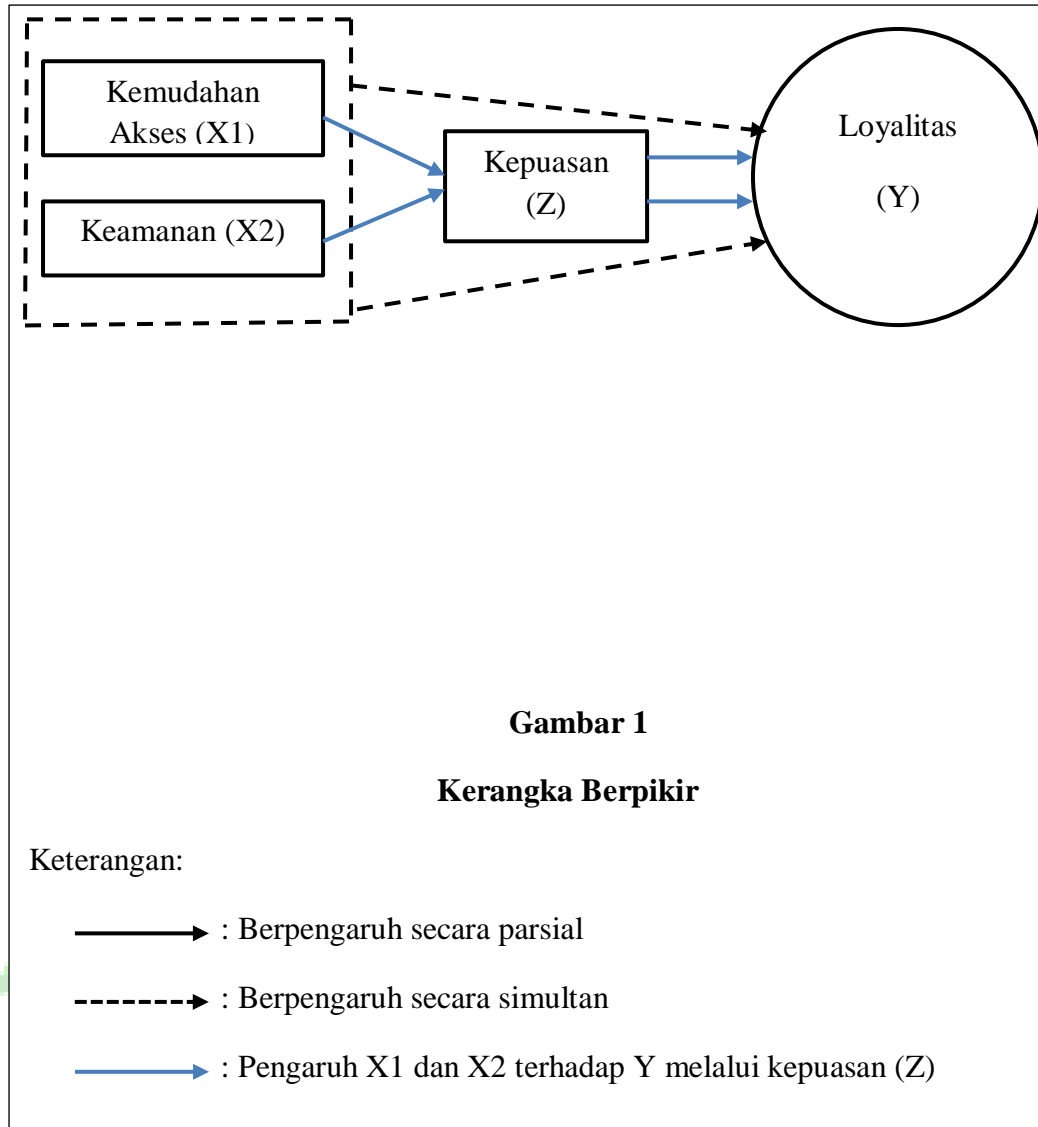 Kemudahan
Akses (X1)
Keamanan (X2)
Kepuasan
(Z)
Loyalitas
(Y)
Gambar 1
Kerangka Berpikir
Keterangan:
: Berpengaruh secara parsial
: Berpengaruh secara simultan
: Pengaruh X1 dan X2 terhadap Y melalui kepuasan (Z)